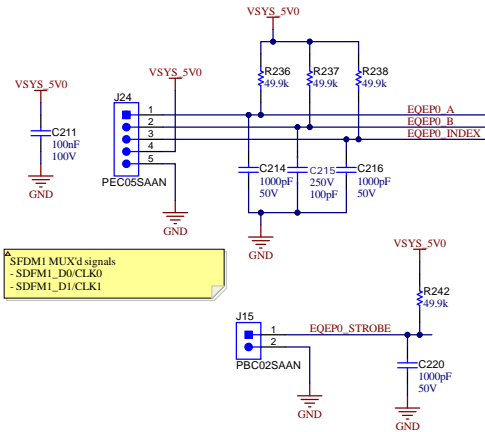 VSYS_5V0
R236
49.9k
R237
49.9k
R238
49.9k
VSYS_5V0
VSYS_5V0
J24
C211
100nF
100V
GND
1
2
3
4
5
PEC05SAAN
GND
EQEP0_A
EQEP0_B
EQEP0_INDEX
C214
1000pF
50V
C215
250V
100pF
C216
1000pF
50V
GND
SFDM1 MUX'd signals
- SDFM1_D0/CLK0
- SDFM1_D1/CLK1
VSYS_5V0
R242
49.9k
J15
1
2
PBC02SAAN
EQEP0_STROBE
GND
C220
1000pF
50V
GND